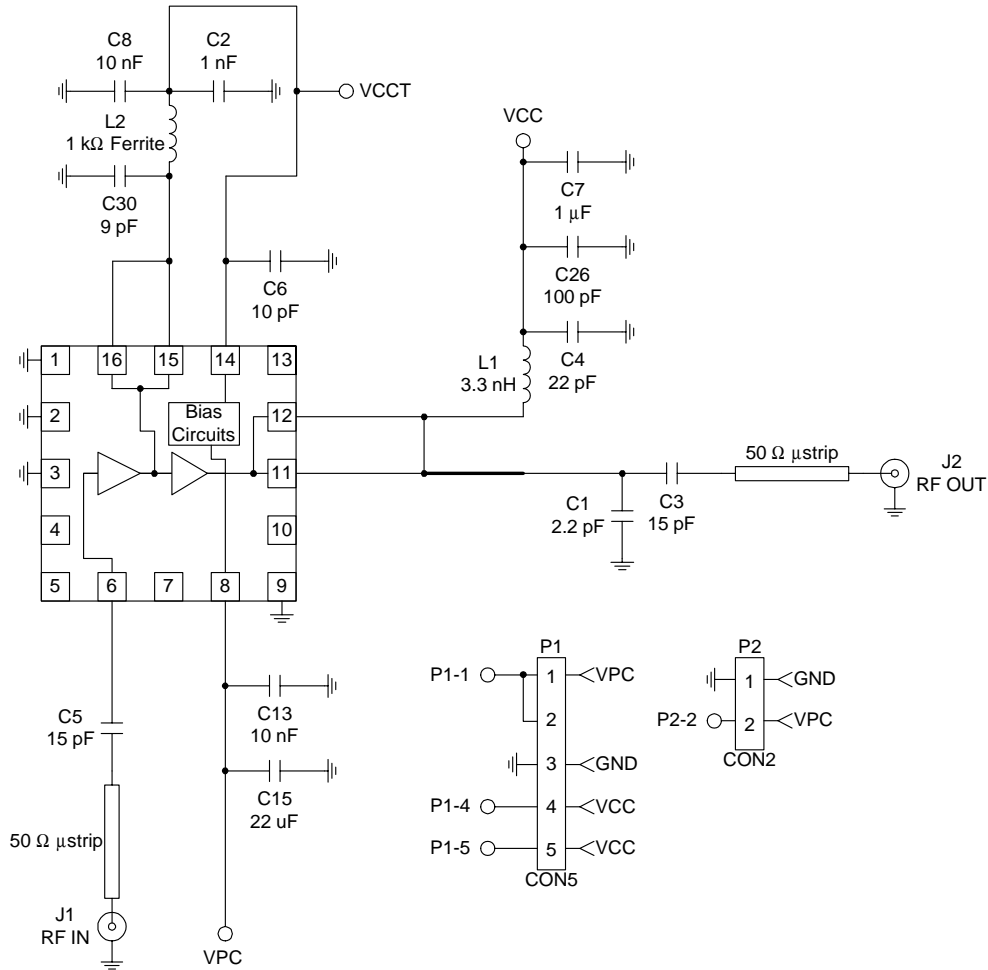 C8
10 nF
C2
1 nF
VCCT
L2
1 kΩ Ferrite
C30
9 pF
C6
10 pF
VCC
C7
1 μF
C26
100 pF
L1
3.3 nH
C4
22 pF
1
16
15
14
13
2
Bias
Circuits
12
3
11
4
10
5
6
7
8
9
C1
2.2 pF
C3
15 pF
50 Ω μstrip
J2
RF OUT
C5
15 pF
C13
10 nF
C15
22 uF
50 Ω μstrip
J1
RF IN
VPC
P1
P1-1
1
VPC
2
3
GND
P1-4
4
VCC
P1-5
5
VCC
CON5
P2
1
GND
P2-2
2
VPC
CON2